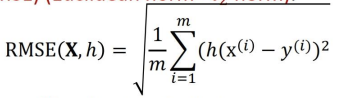 RMSE(X, h) = √(1/m ∑_{i=1}^{m} (h(x^{(i)} − y^{(i)})²